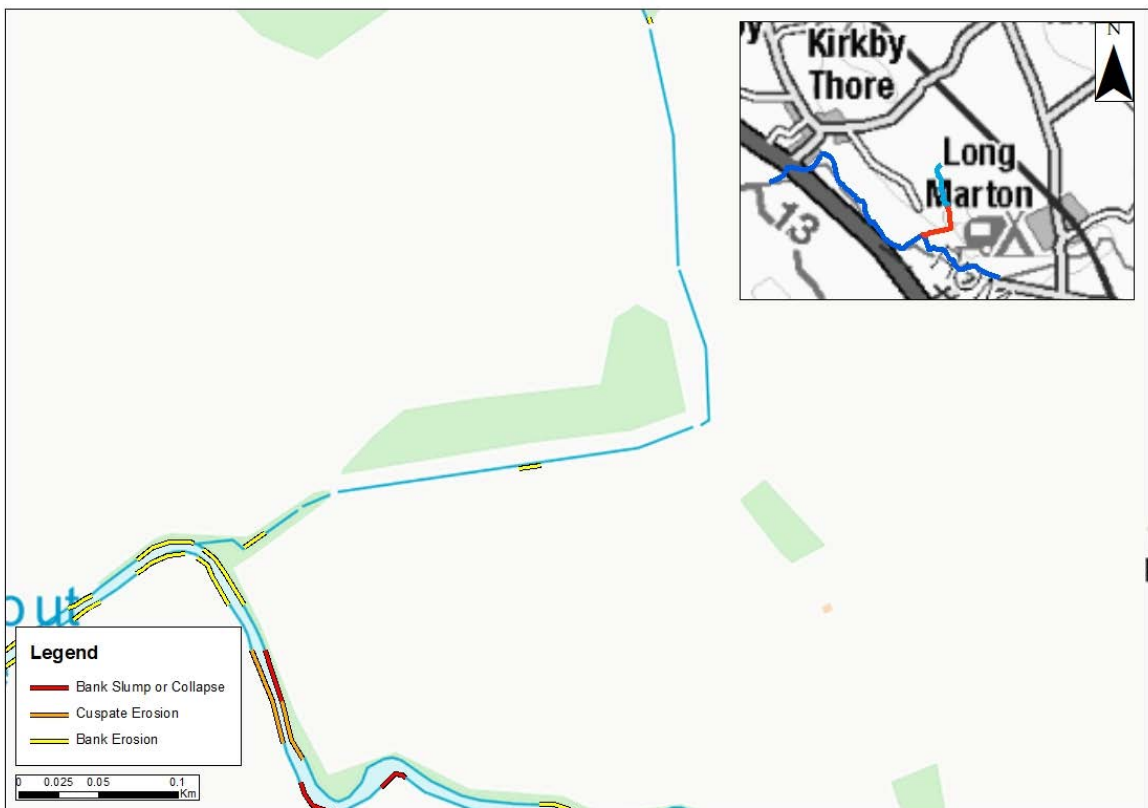 Kirkby
Thore
Long
Marton
13
N
out
Legend
Bank Slump or Collapse
Cuspate Erosion
Bank Erosion
0 0.025 0.05 0.1
Km